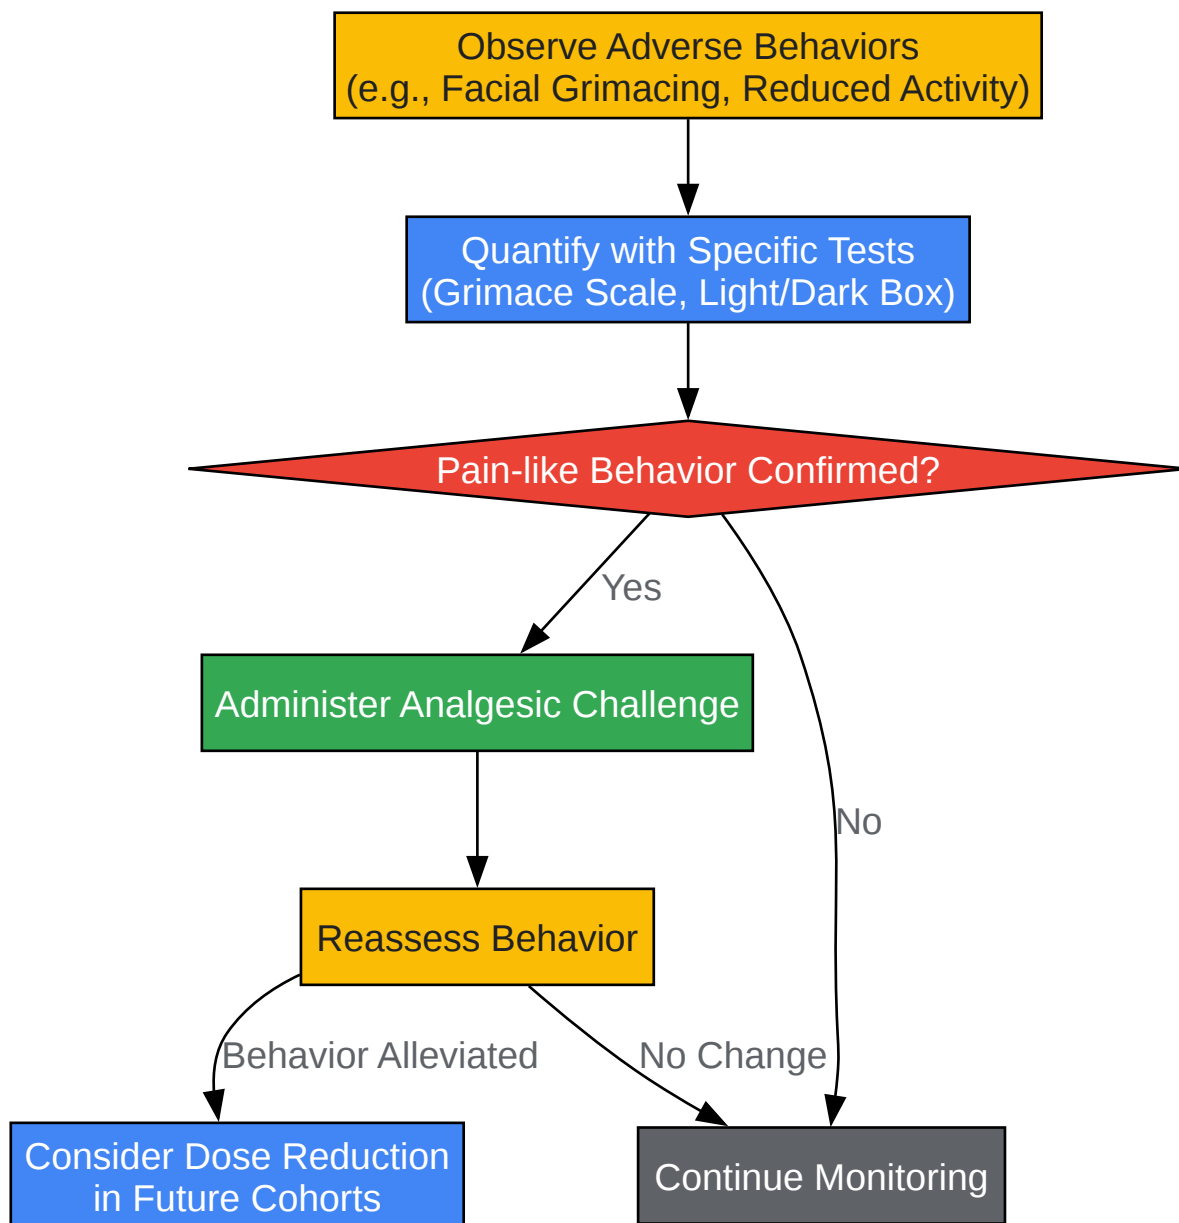 Observe Adverse Behaviors
(e.g., Facial Grimacing, Reduced Activity)
Quantify with Specific Tests
(Grimace Scale, Light/Dark Box)
Pain-like Behavior Confirmed?
Yes
Administer Analgesic Challenge
No
Reassess Behavior
Behavior Alleviated
No Change
Consider Dose Reduction
in Future Cohorts
Continue Monitoring